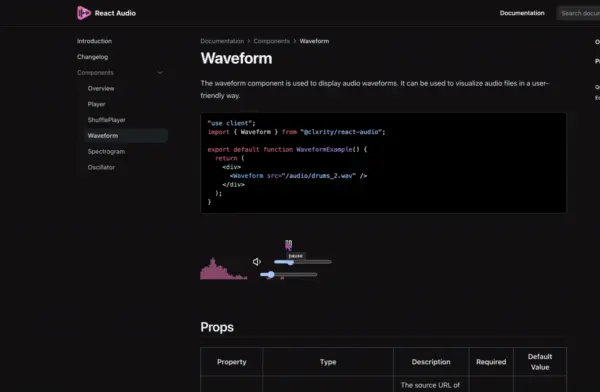 React Audio
Documentation
Search docum
Introduction
Changelog
Components
Overview
Player
ShufflePlayer
Waveform
Spectrogram
Oscillator
Documentation > Components > Waveform
Waveform
The waveform component is used to display audio waveforms. It can be used to visualize audio files in a user-
friendly way.
"use client";
import { Waveform } from "@clxrity/react-audio";
export default function WaveformExample() {
return (
<div>
<Waveform src="/audio/drums_2.wav" />
</div>
);
}
Props
Property Type Description Required Default
Value
The source URL of